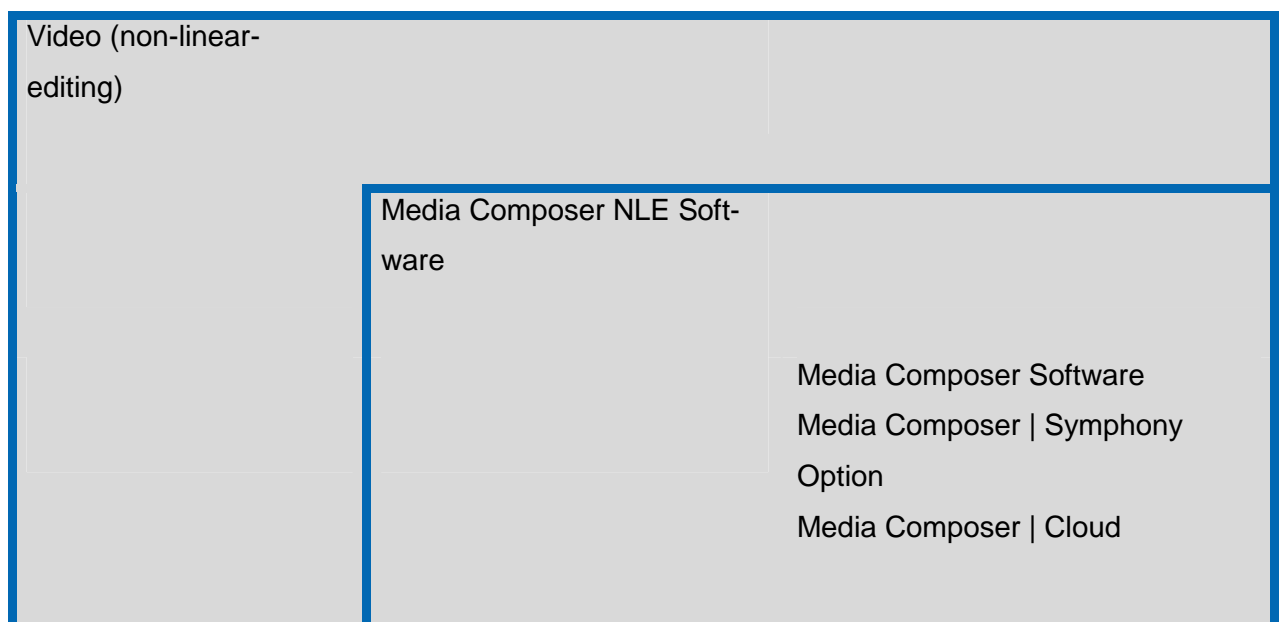 Video (non-linear-
editing)
Media Composer NLE Soft-
ware
Media Composer Software
Media Composer | Symphony
Option
Media Composer | Cloud